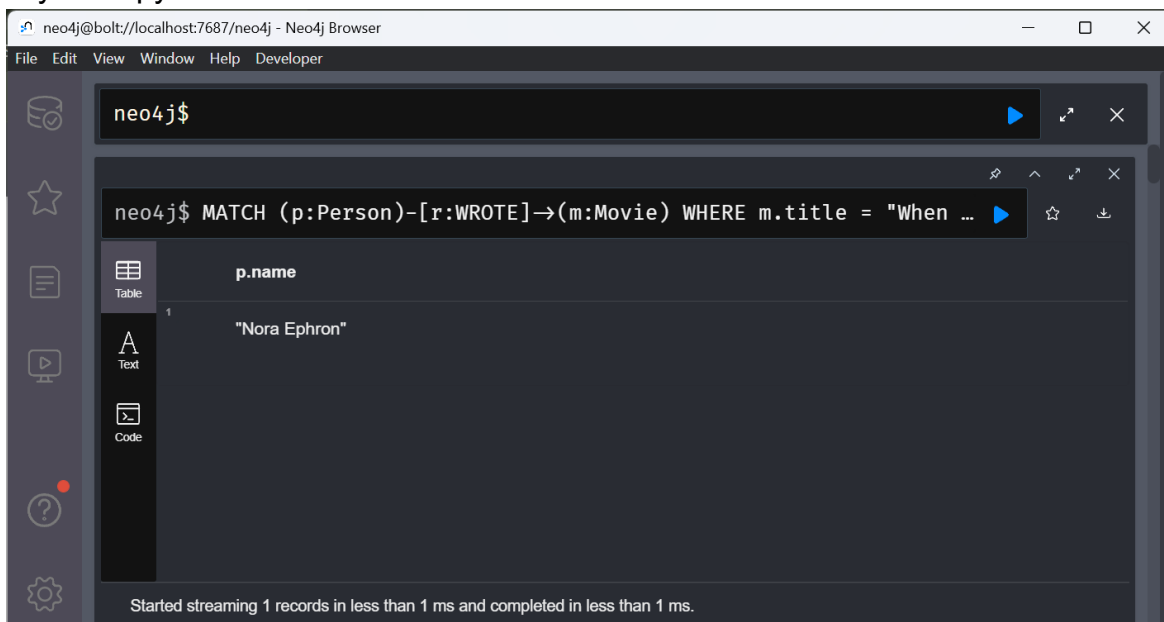 neo4j@bolt://localhost:7687/neo4j - Neo4j Browser
File Edit View Window Help Developer
neo4j$
neo4j$ MATCH (p:Person)-[r:WROTE]→(m:Movie) WHERE m.title = "When …
Table
p.name
1
"Nora Ephron"
Text
Code
Started streaming 1 records in less than 1 ms and completed in less than 1 ms.